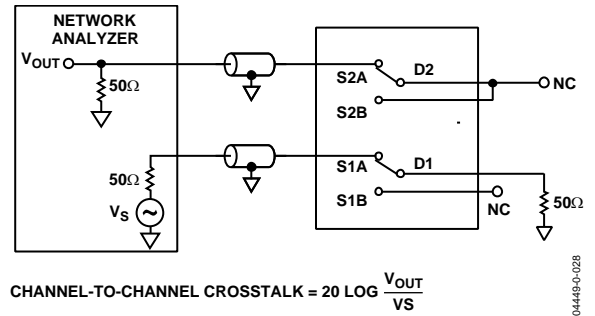 NETWORK
ANALYZER
VOUT
50Ω
S2A
D2
NC
S2B
50Ω
VS
S1A
D1
S1B
NC
50Ω
CHANNEL-TO-CHANNEL CROSSTALK = 20 LOG VOUT
VS
04449-0-028